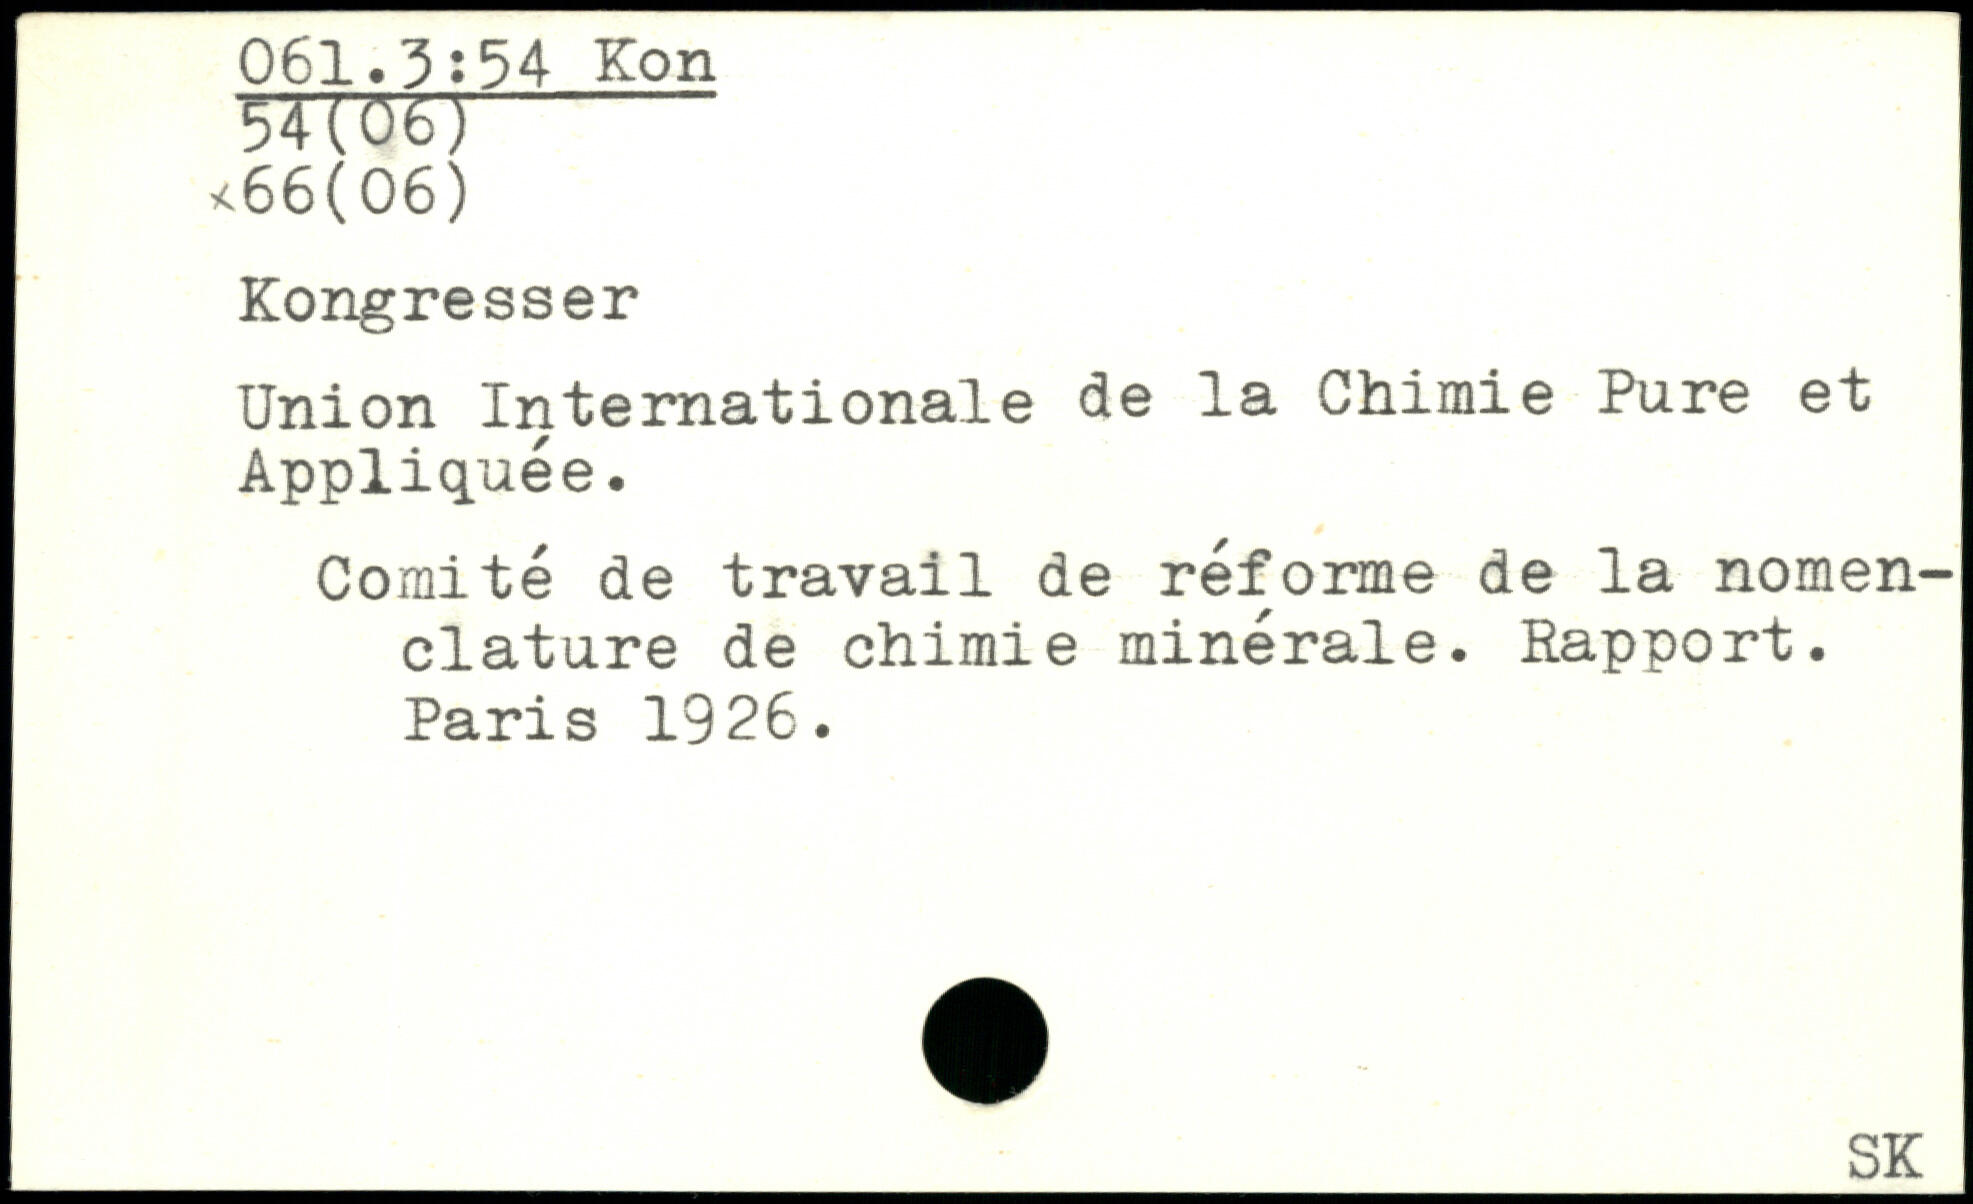 061.3:54 Kon
54(06)
x66(06)
Kongresser
Union Internationale de la Chimie Pure et
Appliquée.
Comité de travail de réforme de la nomen-
clature de chimie minérale. Rapport.
Paris 1926.
SK